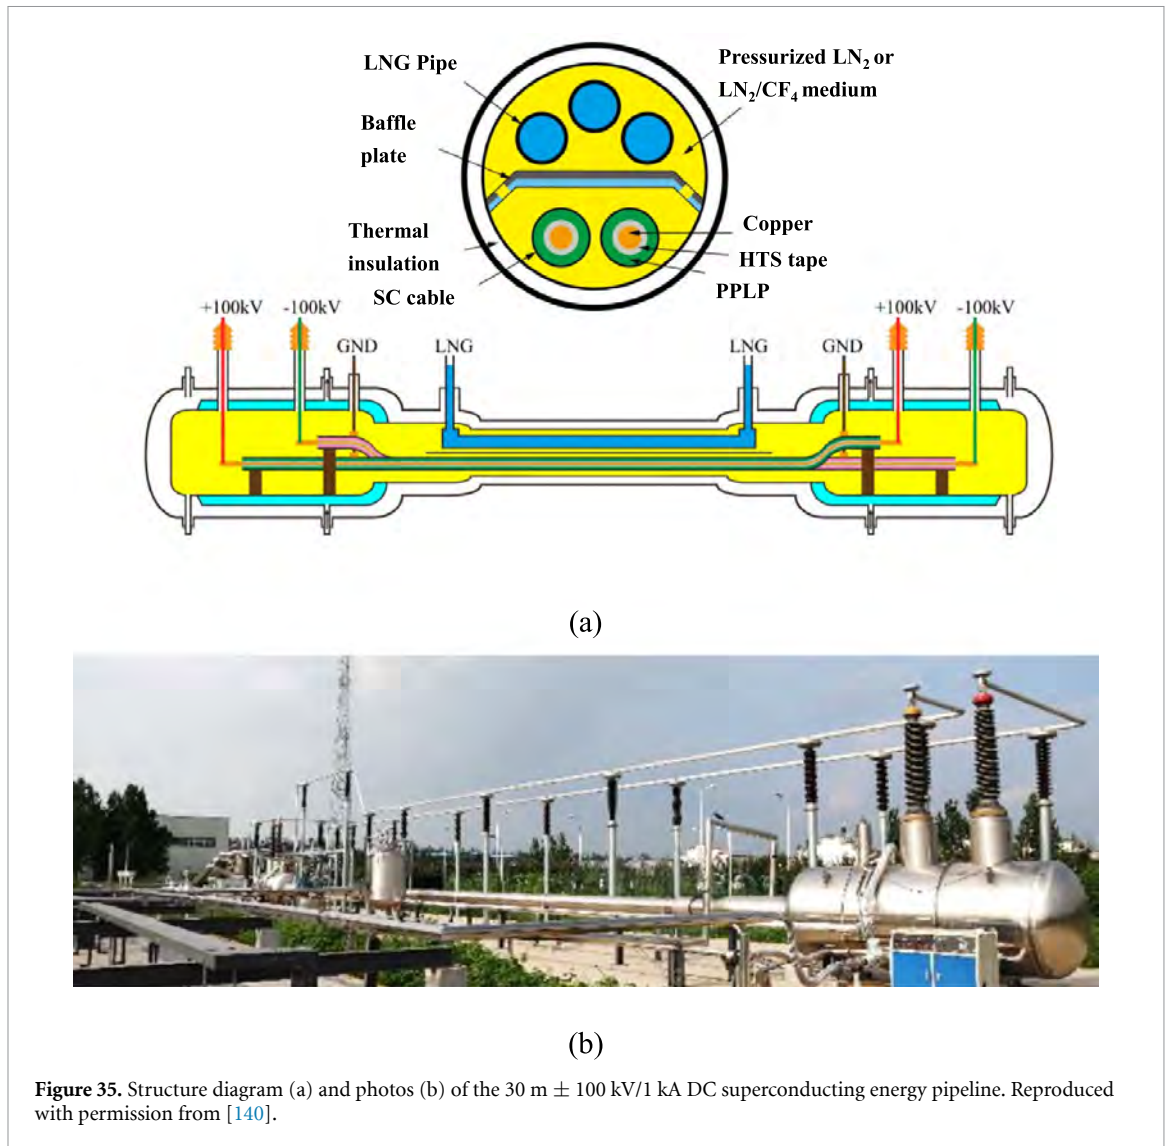 LNG Pipe
Pressurized LN₂ or
LN₂/CF₄ medium
Baffle
plate
Thermal
insulation
SC cable
Copper
HTS tape
PPLP
+100kV
-100kV
GND
LNG
LNG
GND
+100kV
-100kV
(a)
(b)
Figure 35. Structure diagram (a) and photos (b) of the 30 m ± 100 kV/1 kA DC superconducting energy pipeline. Reproduced
with permission from [140].